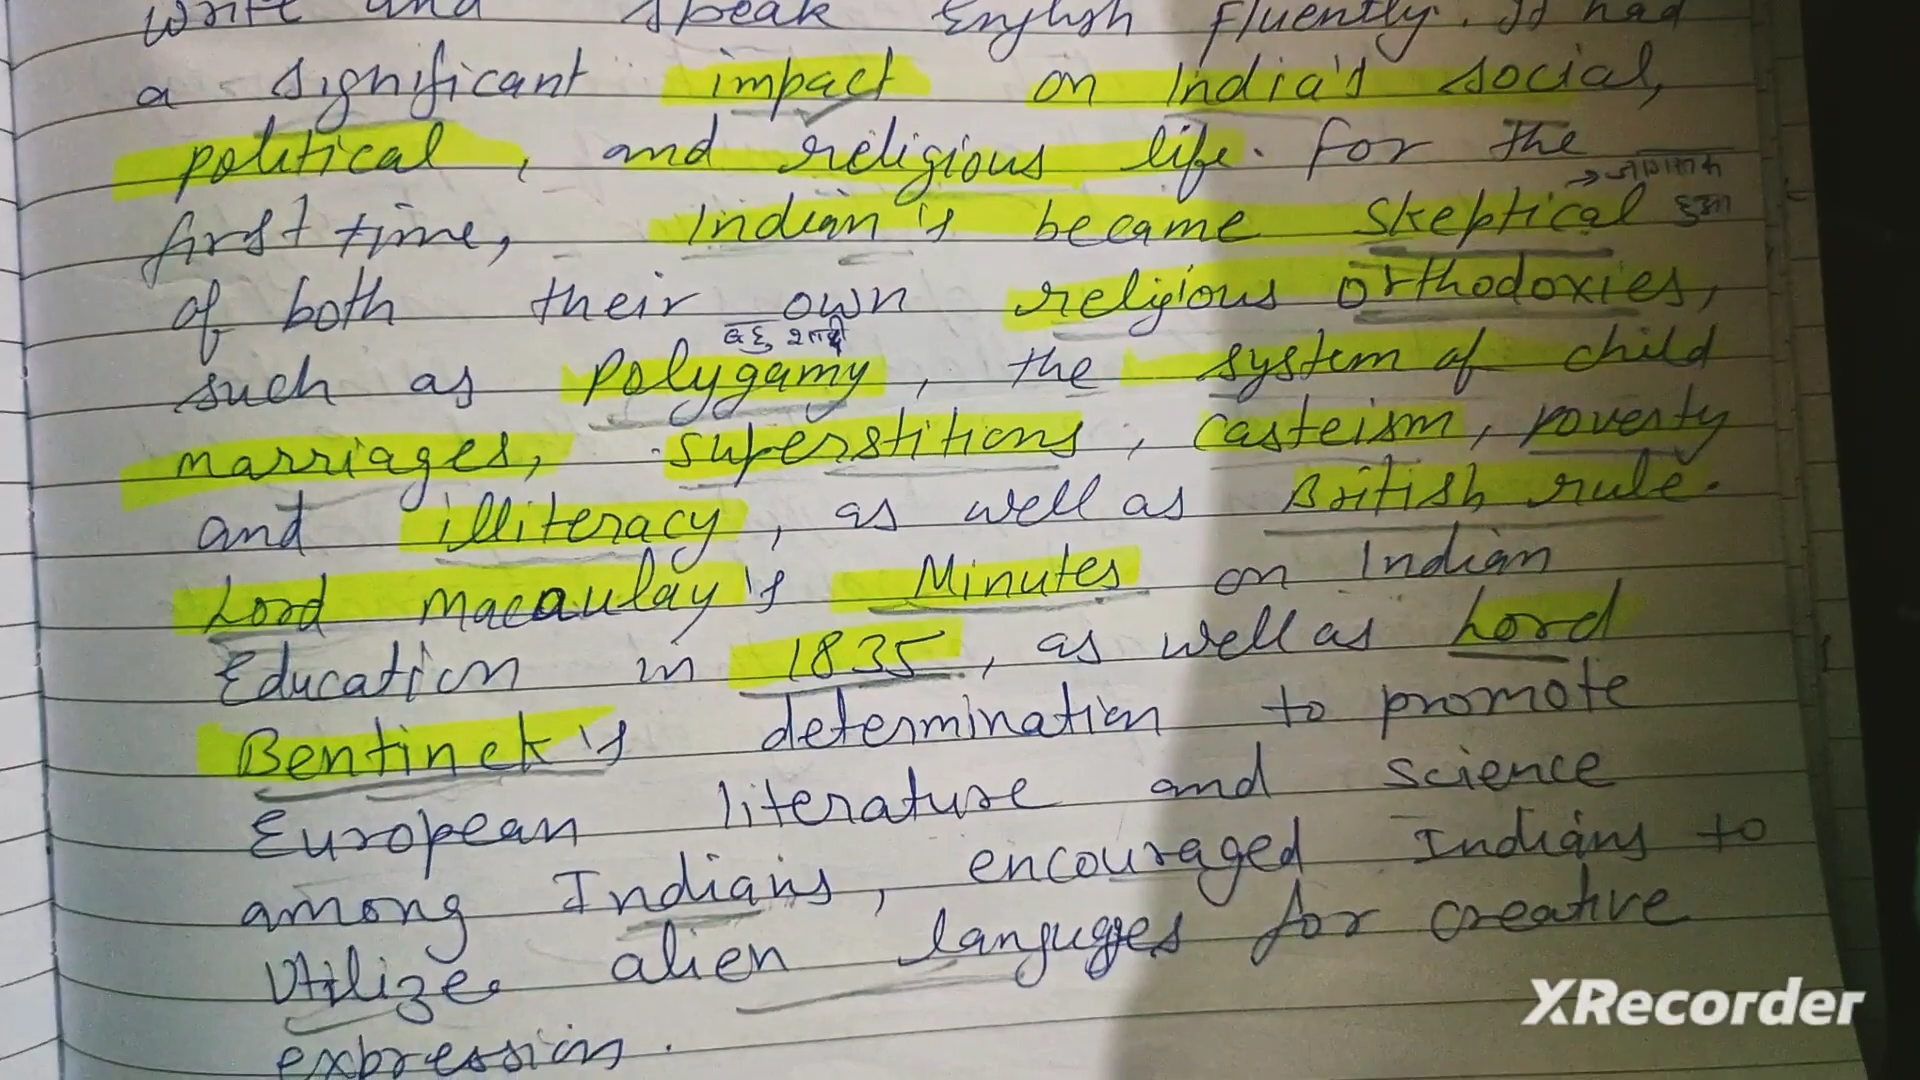 write and speak English fluently. It had
a significant impact on India's social,
political, and religious life. For the
first time, Indian's became skeptical
of both their own religious orthodoxies,
such as polygamy, the system of child
marriages, superstitions, casteism, poverty
and illiteracy, as well as British rule.
Lord Macaulay's Minutes on Indian
Education in 1835, as well as Lord
Bentinck's determination to promote
European literature and science
among Indians, encouraged Indians to
Utilize alien languges for creative
expression.
XRecorder